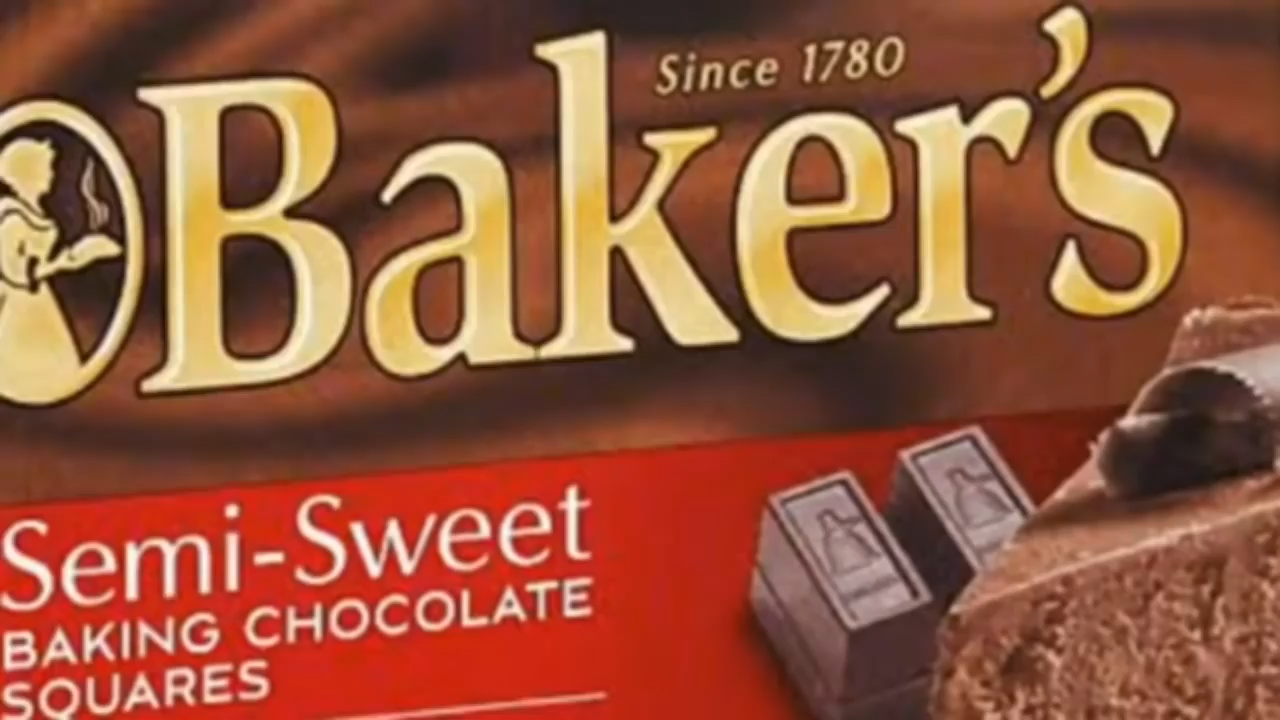 Since 1780
Baker's
Semi-Sweet
BAKING CHOCOLATE
SQUARES